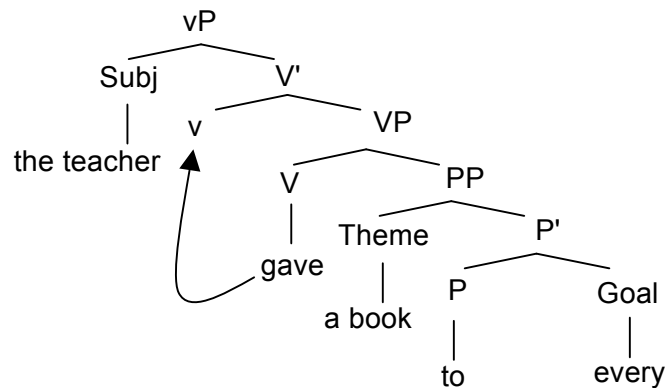 vP
Subj V'
v VP
the teacher
V PP
Theme P'
gave
P Goal
a book
to every